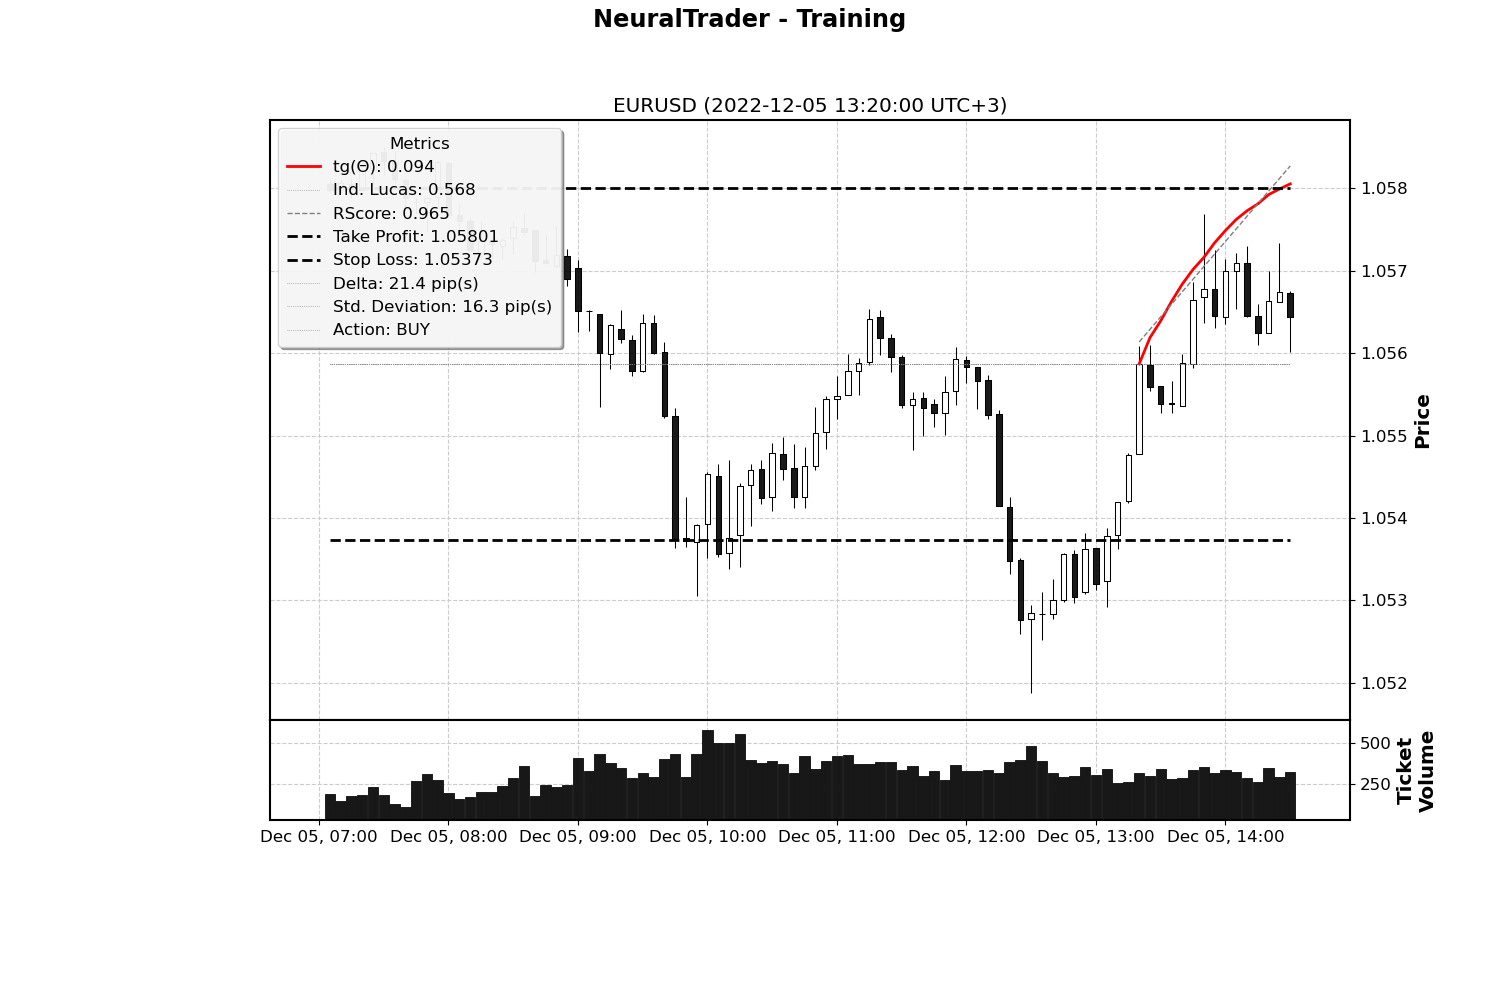 NeuralTrader - Training
EURUSD (2022-12-05 13:20:00 UTC+3)
Metrics
tg(Θ): 0.094
Ind. Lucas: 0.568
RScore: 0.965
Take Profit: 1.05801
Stop Loss: 1.05373
Delta: 21.4 pip(s)
Std. Deviation: 16.3 pip(s)
Action: BUY
1.058
1.057
1.056
1.055
1.054
1.053
1.052
Price
500
250
Ticket
Volume
Dec 05, 07:00 Dec 05, 08:00 Dec 05, 09:00 Dec 05, 10:00 Dec 05, 11:00 Dec 05, 12:00 Dec 05, 13:00 Dec 05, 14:00